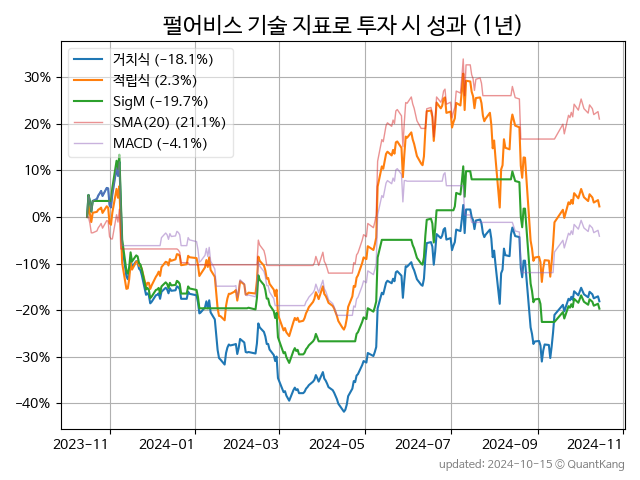 펄어비스 기술 지표로 투자 시 성과 (1년)
거치식 (−18.1%)
적립식 (2.3%)
SigM (−19.7%)
SMA(20) (21.1%)
MACD (−4.1%)
30%
20%
10%
0%
−10%
−20%
−30%
−40%
2023-11 2024-01 2024-03 2024-05 2024-07 2024-09 2024-11
updated: 2024-10-15 © QuantKang